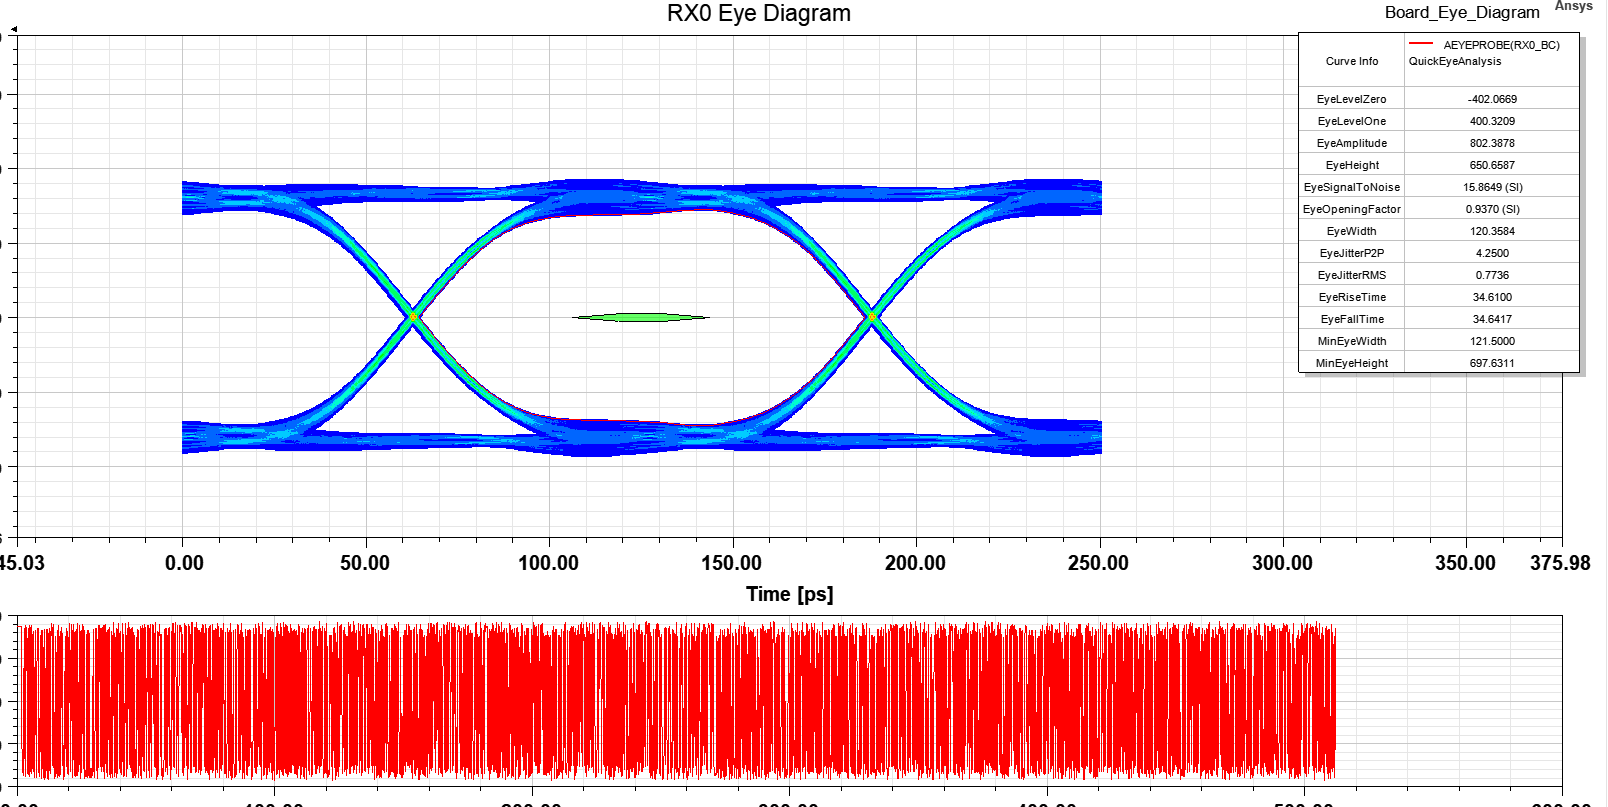 RX0 Eye Diagram
Board_Eye_Diagram
Ansys
Curve Info
AEYEPROBE(RX0_BC)
QuickEyeAnalysis
EyeLevelZero -402.0669
EyeLevelOne 400.3209
EyeAmplitude 802.3878
EyeHeight 650.6587
EyeSignalToNoise 15.8649 (SI)
EyeOpeningFactor 0.9370 (SI)
EyeWidth 120.3584
EyeJitterP2P 4.2500
EyeJitterRMS 0.7736
EyeRiseTime 34.6100
EyeFallTime 34.6417
MinEyeWidth 121.5000
MinEyeHeight 697.6311
45.03 0.00 50.00 100.00 150.00 200.00 250.00 300.00 350.00 375.98
Time [ps]